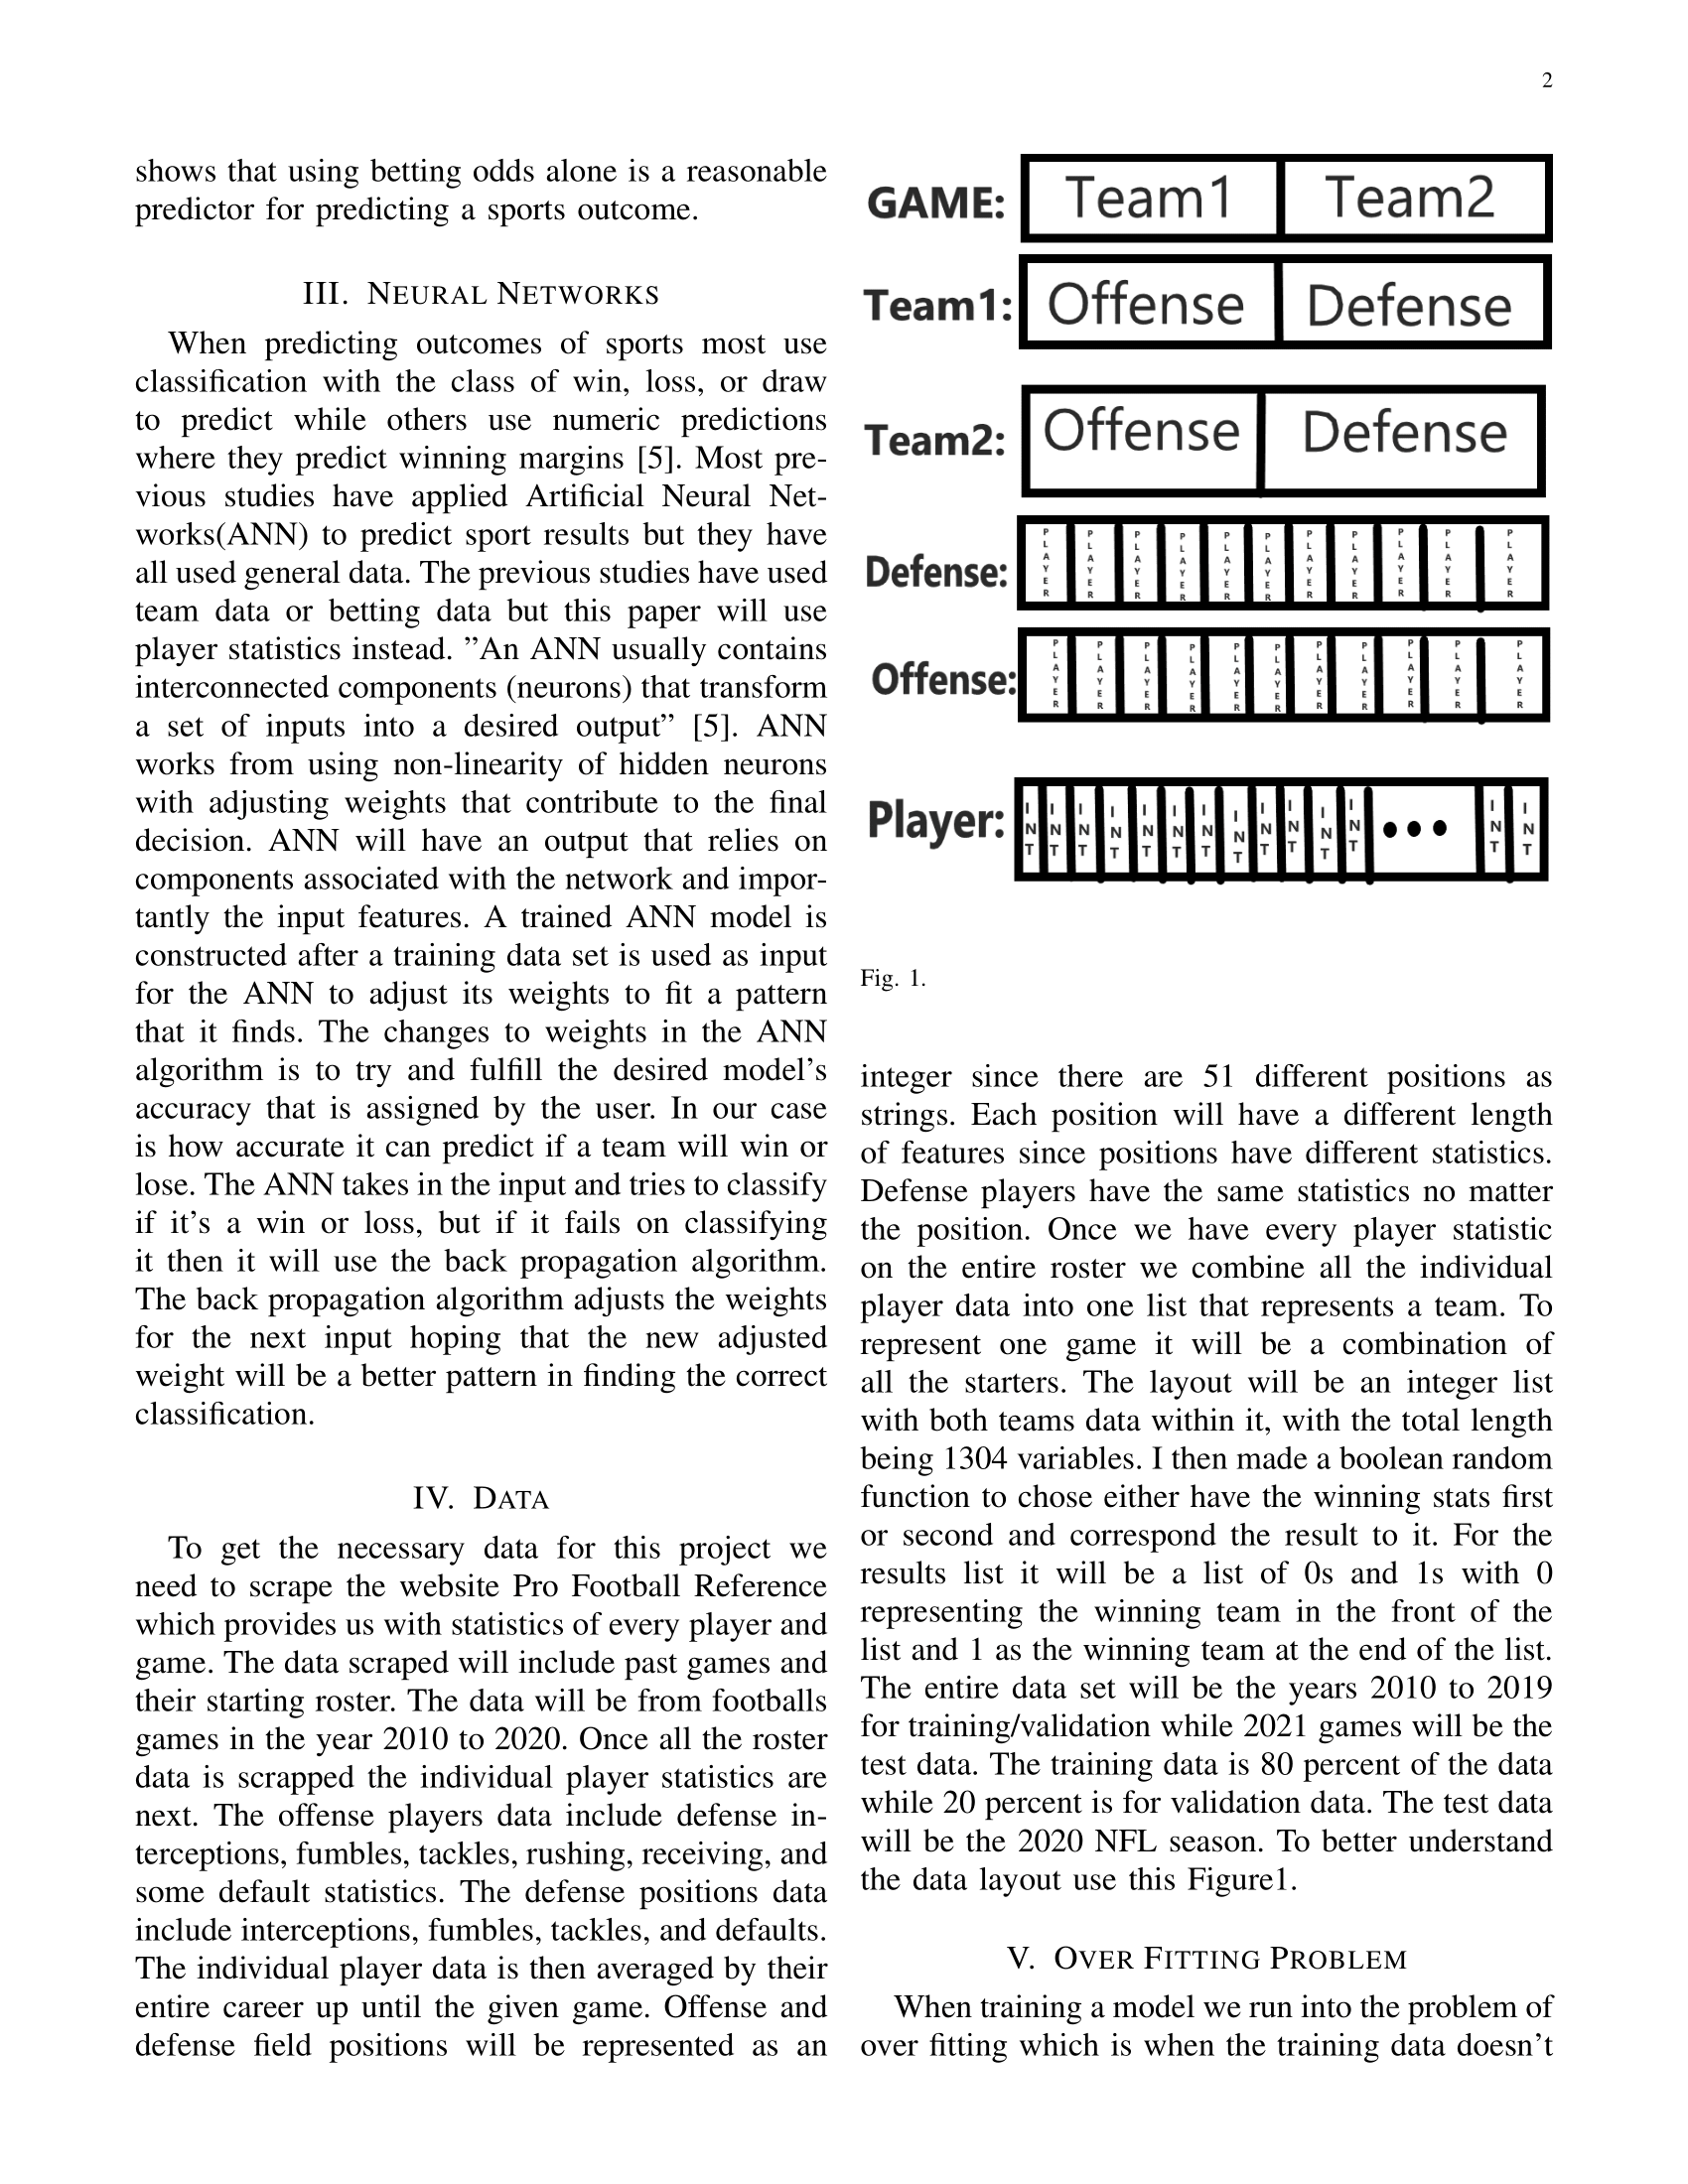 2
shows that using betting odds alone is a reasonable
predictor for predicting a sports outcome.
III. NEURAL NETWORKS
When predicting outcomes of sports most use
classification with the class of win, loss, or draw
to predict while others use numeric predictions
where they predict winning margins [5]. Most pre-
vious studies have applied Artificial Neural Net-
works(ANN) to predict sport results but they have
all used general data. The previous studies have used
team data or betting data but this paper will use
player statistics instead. ”An ANN usually contains
interconnected components (neurons) that transform
a set of inputs into a desired output” [5]. ANN
works from using non-linearity of hidden neurons
with adjusting weights that contribute to the final
decision. ANN will have an output that relies on
components associated with the network and impor-
tantly the input features. A trained ANN model is
constructed after a training data set is used as input
for the ANN to adjust its weights to fit a pattern
that it finds. The changes to weights in the ANN
algorithm is to try and fulfill the desired model's
accuracy that is assigned by the user. In our case
is how accurate it can predict if a team will win or
lose. The ANN takes in the input and tries to classify
if it's a win or loss, but if it fails on classifying
it then it will use the back propagation algorithm.
The back propagation algorithm adjusts the weights
for the next input hoping that the new adjusted
weight will be a better pattern in finding the correct
classification.
IV. DATA
To get the necessary data for this project we
need to scrape the website Pro Football Reference
which provides us with statistics of every player and
game. The data scraped will include past games and
their starting roster. The data will be from footballs
games in the year 2010 to 2020. Once all the roster
data is scrapped the individual player statistics are
next. The offense players data include defense in-
terceptions, fumbles, tackles, rushing, receiving, and
some default statistics. The defense positions data
include interceptions, fumbles, tackles, and defaults.
The individual player data is then averaged by their
entire career up until the given game. Offense and
defense field positions will be represented as an
GAME: Team1 Team2
Team1: Offense Defense
Team2: Offense Defense
Defense: PLAYER PLAYER PLAYER PLAYER PLAYER PLAYER PLAYER PLAYER PLAYER PLAYER PLAYER
Offense: PLAYER PLAYER PLAYER PLAYER PLAYER PLAYER PLAYER PLAYER PLAYER PLAYER PLAYER
Player: INT INT INT INT INT INT INT INT INT INT INT INT ... INT INT
Fig. 1.
integer since there are 51 different positions as
strings. Each position will have a different length
of features since positions have different statistics.
Defense players have the same statistics no matter
the position. Once we have every player statistic
on the entire roster we combine all the individual
player data into one list that represents a team. To
represent one game it will be a combination of
all the starters. The layout will be an integer list
with both teams data within it, with the total length
being 1304 variables. I then made a boolean random
function to chose either have the winning stats first
or second and correspond the result to it. For the
results list it will be a list of 0s and 1s with 0
representing the winning team in the front of the
list and 1 as the winning team at the end of the list.
The entire data set will be the years 2010 to 2019
for training/validation while 2021 games will be the
test data. The training data is 80 percent of the data
while 20 percent is for validation data. The test data
will be the 2020 NFL season. To better understand
the data layout use this Figure1.
V. OVER FITTING PROBLEM
When training a model we run into the problem of
over fitting which is when the training data doesn't